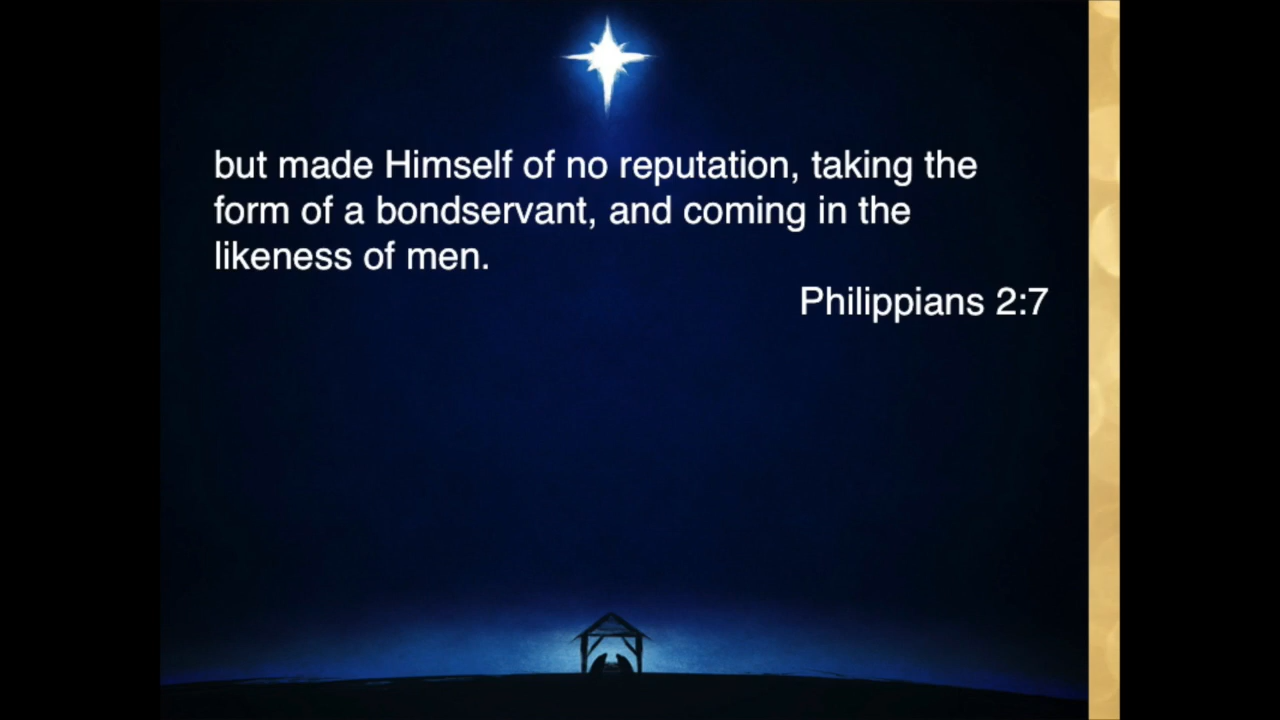 but made Himself of no reputation, taking the
form of a bondservant, and coming in the
likeness of men.
Philippians 2:7